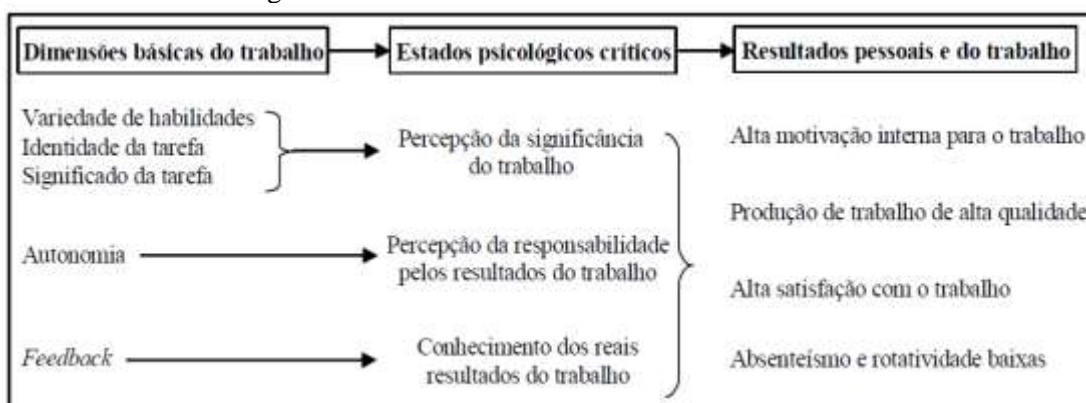 Dimensões básicas do trabalho
Estados psicológicos críticos
Resultados pessoais e do trabalho
Variedade de habilidades
Identidade da tarefa
Significado da tarefa
Percepção da significância
do trabalho
Alta motivação interna para o trabalho
Produção de trabalho de alta qualidade
Autonomia
Percepção da responsabilidade
pelos resultados do trabalho
Alta satisfação com o trabalho
Feedback
Conhecimento dos reais
resultados do trabalho
Absenteísmo e rotatividade baixas